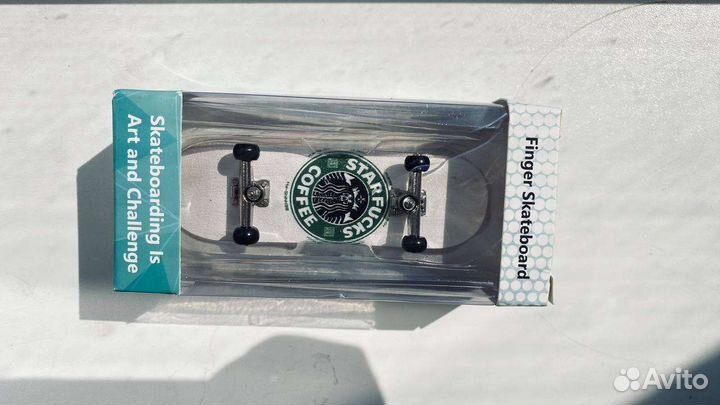 Skateboarding Is
Art and Challenge
STARFUCKS
COFFEE
Finger Skateboard
Avito